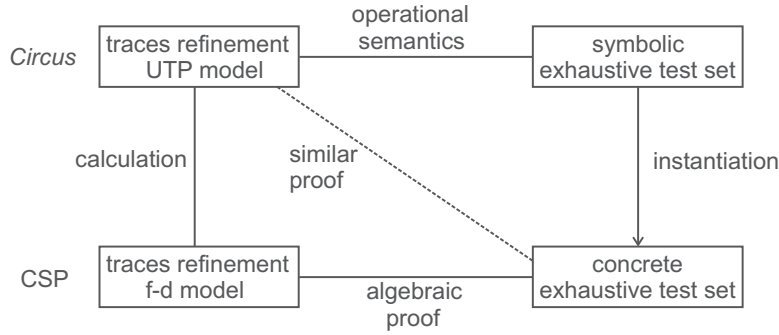 operational
semantics
Circus
traces refinement
UTP model
symbolic
exhaustive test set
calculation
similar
proof
instantiation
CSP
traces refinement
f-d model
algebraic
proof
concrete
exhaustive test set